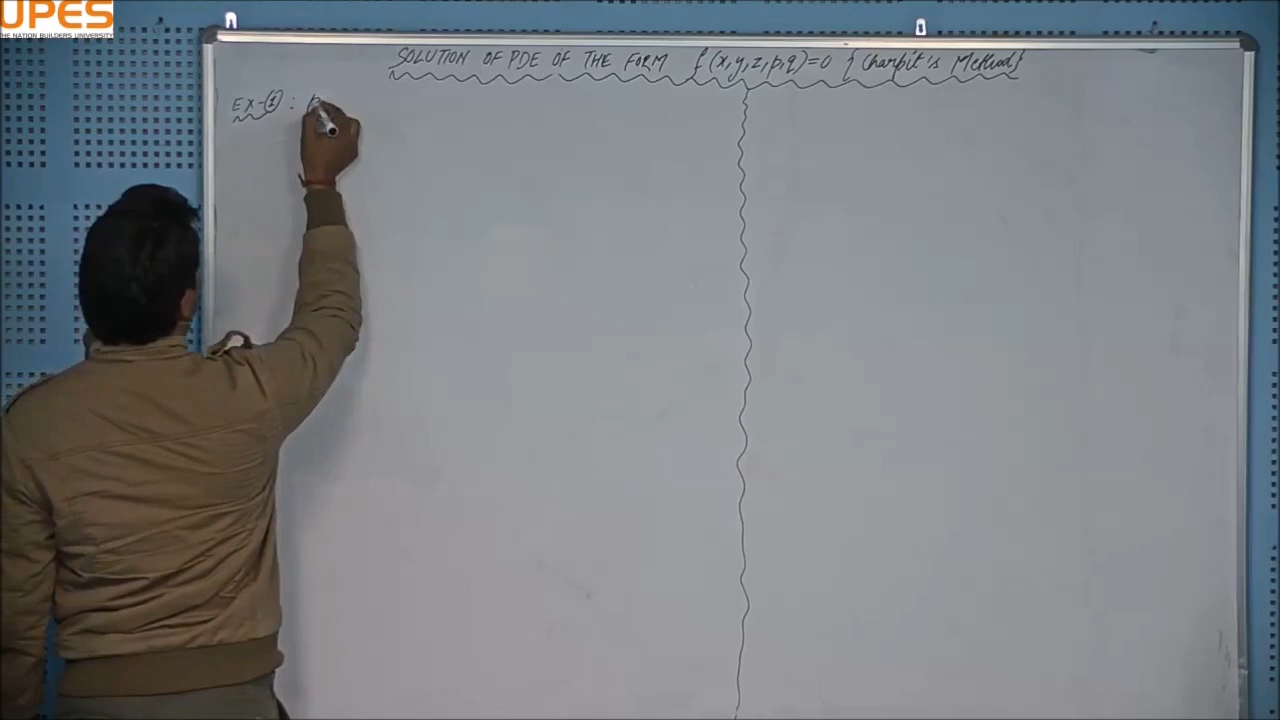 UPES
THE NATION BUILDERS UNIVERSITY
SOLUTION OF PDE OF THE FORM f(x,y,z,p,q)=0 {Charpit's Method}
Ex-(1) : p